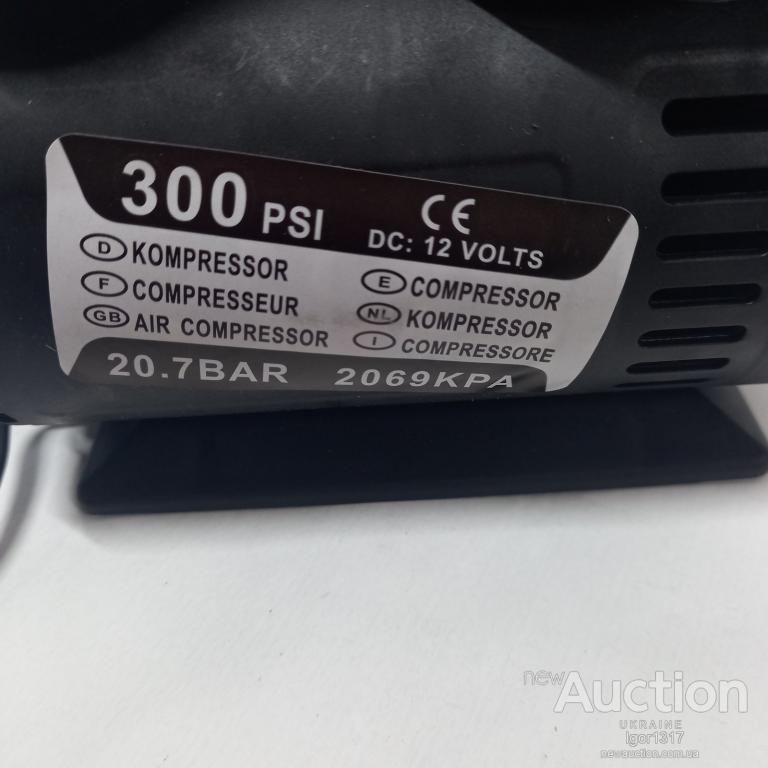 300 PSI
CE
DC: 12 VOLTS
D KOMPRESSOR
F COMPRESSEUR
GB AIR COMPRESSOR
E COMPRESSOR
NL KOMPRESSOR
I COMPRESSORE
20.7BAR 2069KPA
newAuction
UKRAINE
Igor1317
newauction.com.ua